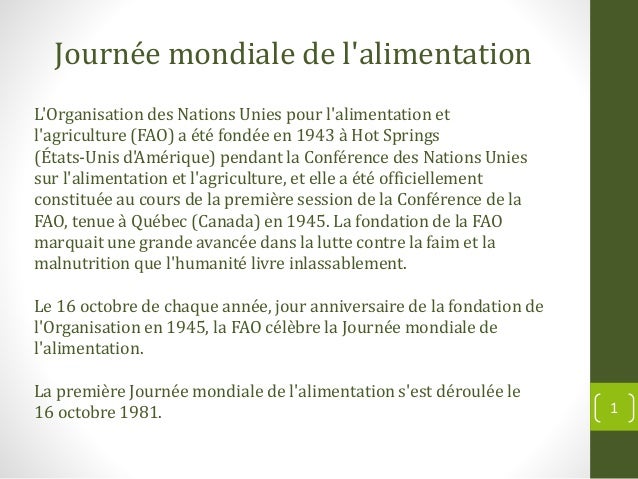 Journée mondiale de l'alimentation
L'Organisation des Nations Unies pour l'alimentation et
l'agriculture (FAO) a été fondée en 1943 à Hot Springs
(États-Unis d'Amérique) pendant la Conférence des Nations Unies
sur l'alimentation et l'agriculture, et elle a été officiellement
constituée au cours de la première session de la Conférence de la
FAO, tenue à Québec (Canada) en 1945. La fondation de la FAO
marquait une grande avancée dans la lutte contre la faim et la
malnutrition que l'humanité livre inlassablement.
Le 16 octobre de chaque année, jour anniversaire de la fondation de
l'Organisation en 1945, la FAO célèbre la Journée mondiale de
l'alimentation.
La première Journée mondiale de l'alimentation s'est déroulée le
16 octobre 1981.
1